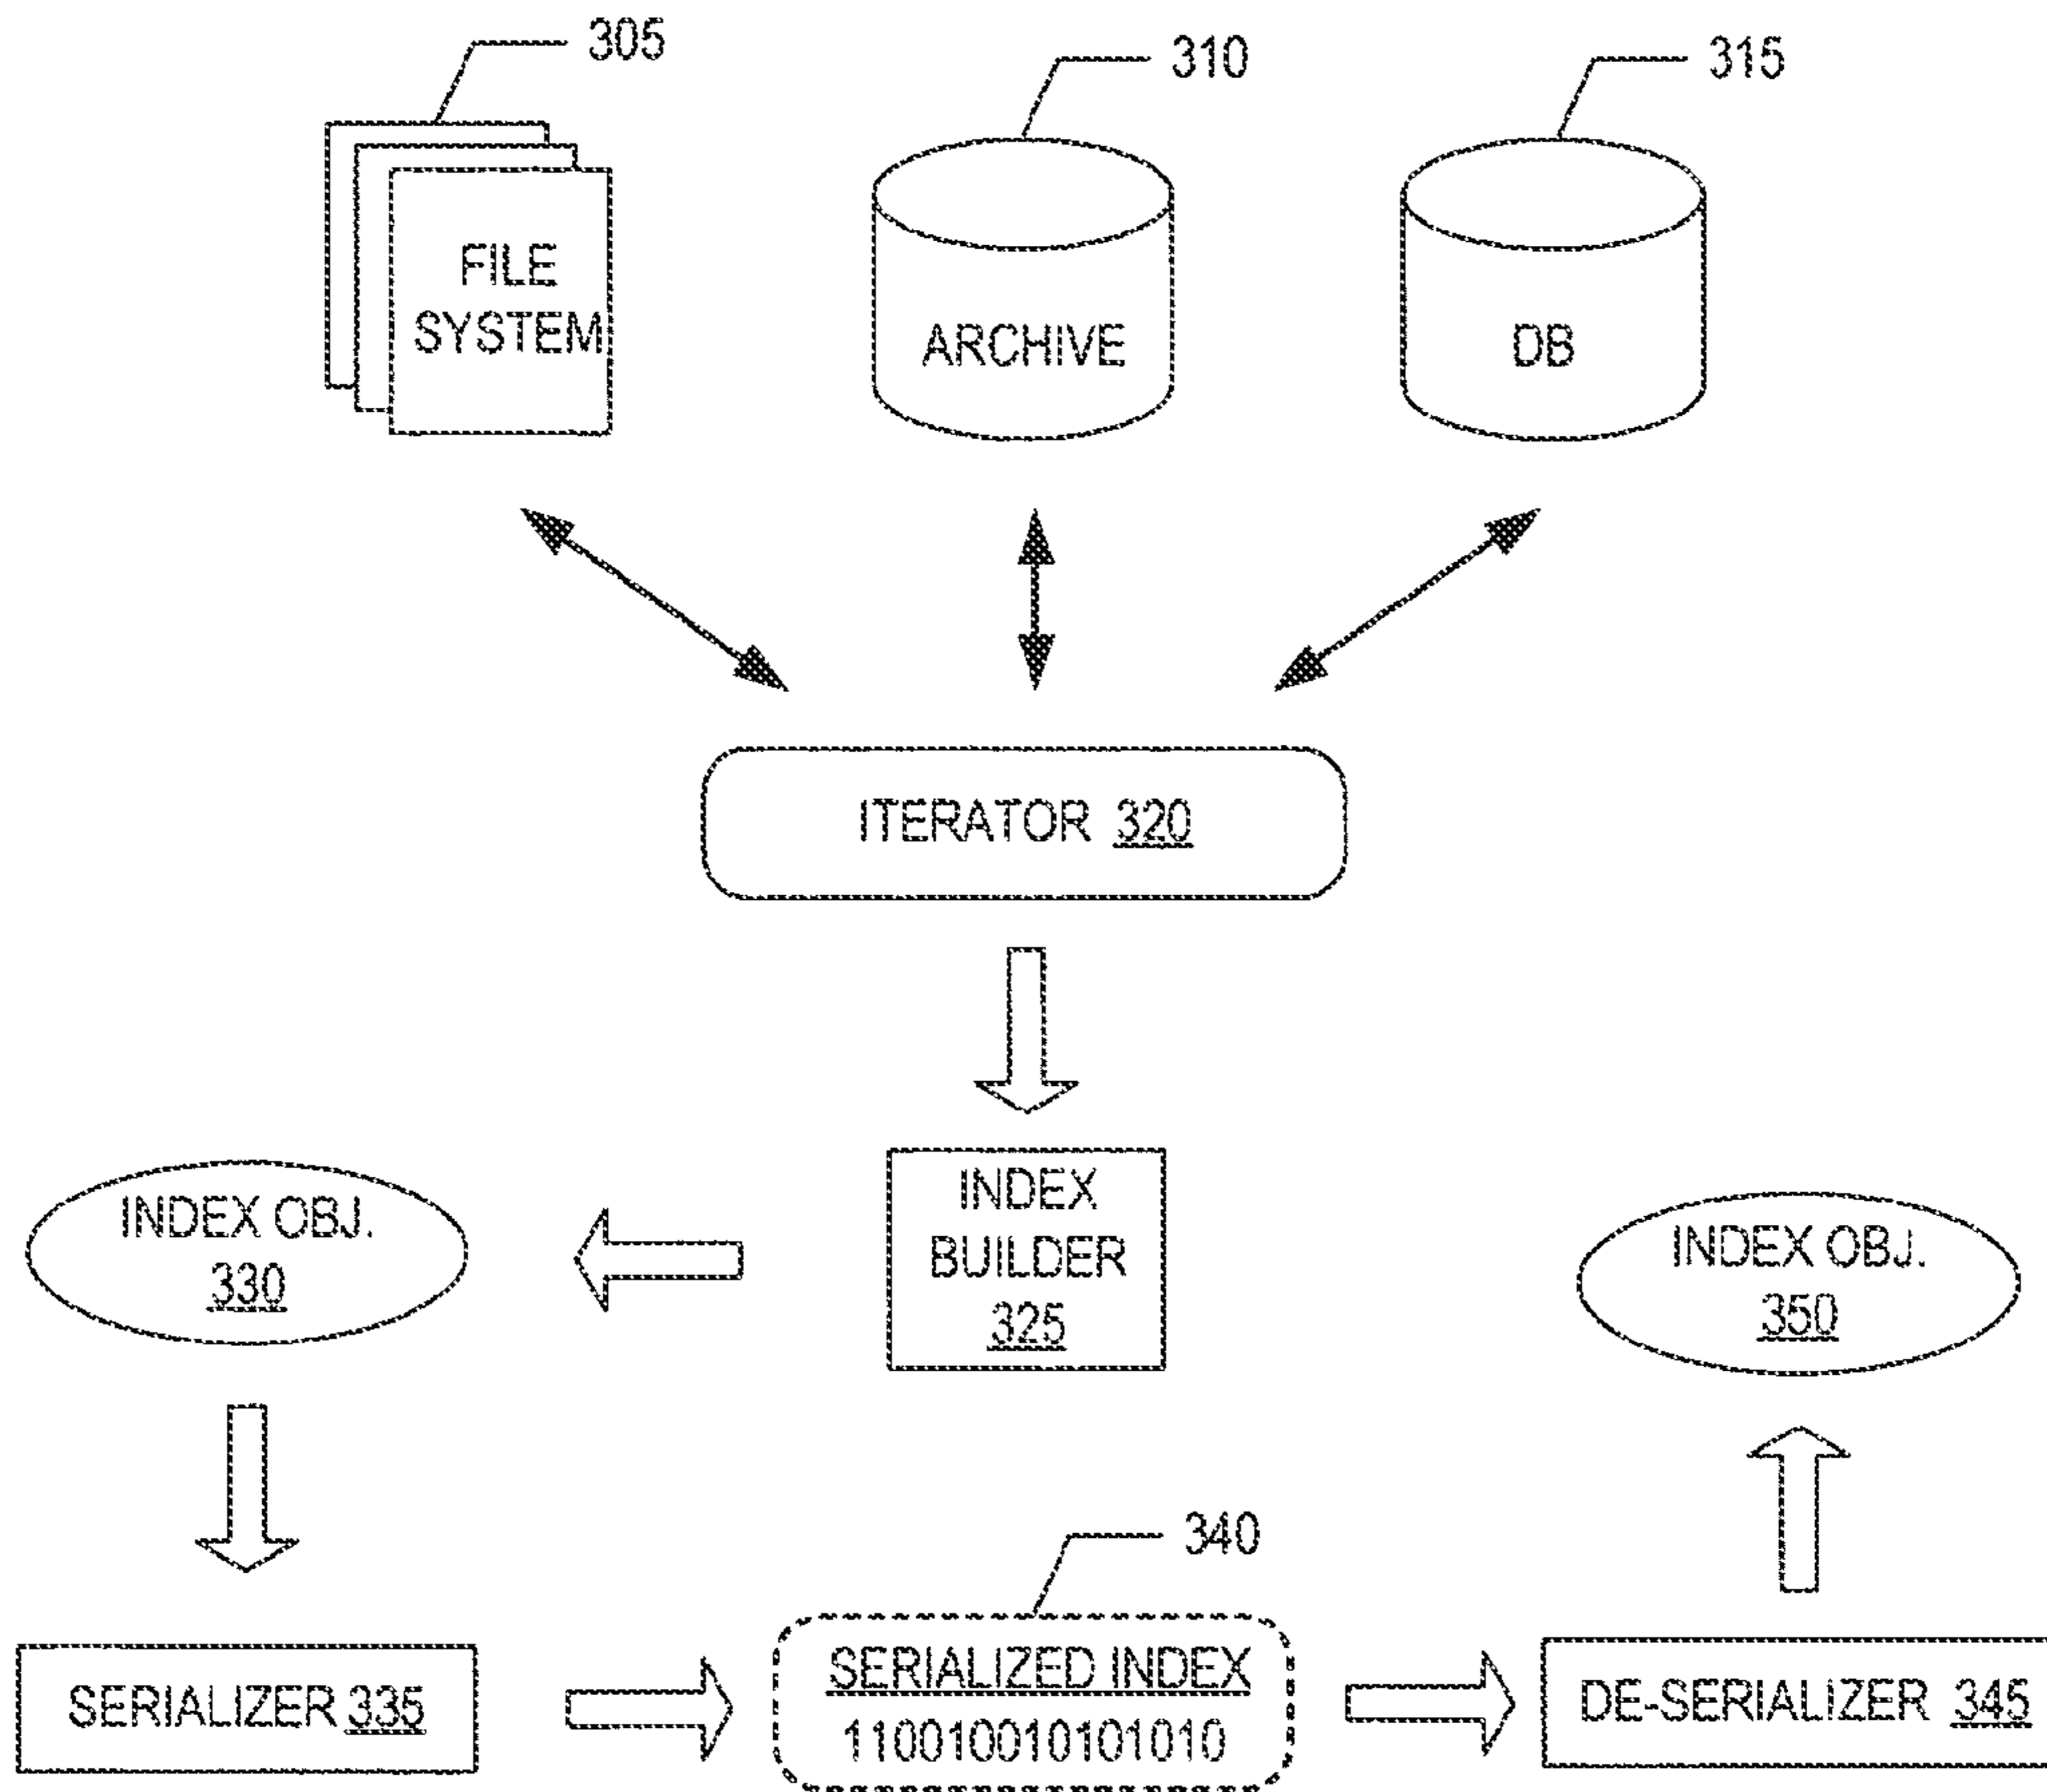 305
310
315
FILE
SYSTEM
ARCHIVE
DB
ITERATOR 320
INDEX OBJ.
330
INDEX
BUILDER
325
INDEX OBJ.
350
340
SERIALIZER 335
SERIALIZED INDEX
110010010101010
DE-SERIALIZER 345